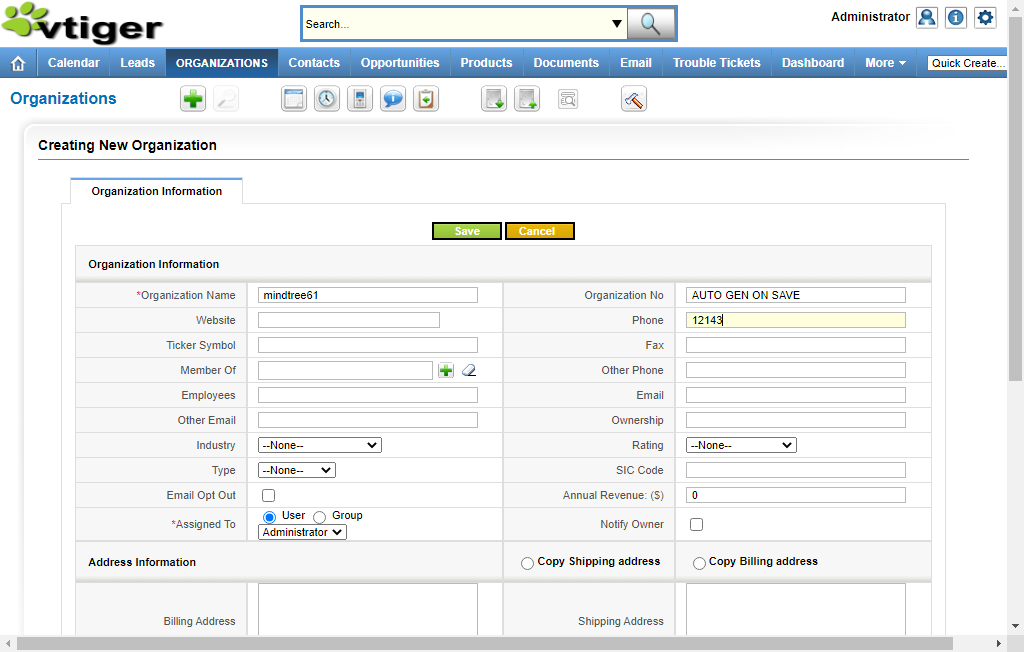 vtiger
Search...
Administrator
Calendar Leads ORGANIZATIONS Contacts Opportunities Products Documents Email Trouble Tickets Dashboard More Quick Create...
Organizations
Creating New Organization
Organization Information
Save Cancel
Organization Information
*Organization Name mindtree61 Organization No AUTO GEN ON SAVE
Website Phone 12143
Ticker Symbol Fax
Member Of Other Phone
Employees Email
Other Email Ownership
Industry --None-- Rating --None--
Type --None-- SIC Code
Email Opt Out Annual Revenue: ($) 0
*Assigned To User Group Notify Owner
Administrator
Address Information Copy Shipping address Copy Billing address
Billing Address Shipping Address